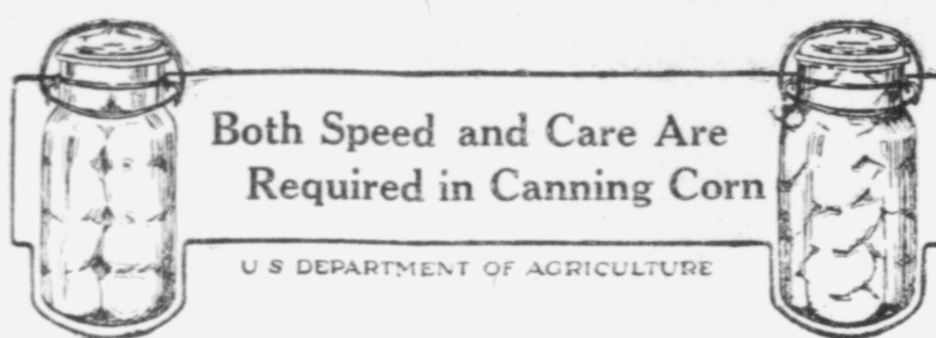 Both Speed and Care Are
Required in Canning Corn
U S DEPARTMENT OF AGRICULTURE